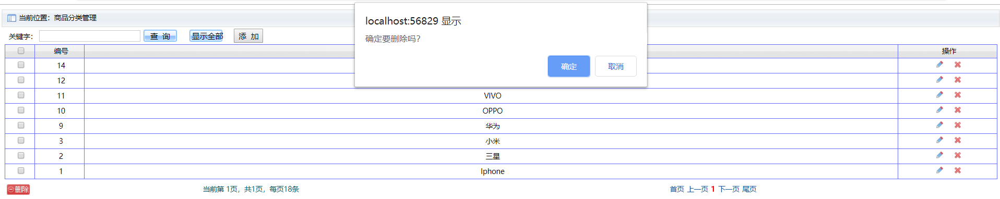 localhost:56829 显示
确定要删除吗？
确定 取消
当前位置：商品分类管理
关键字： 查 询 显示全部 添 加
编号 操作
14
12
11 VIVO
10 OPPO
9 华为
3 小米
2 三星
1 Iphone
删除 当前第 1页，共1页，每页18条 首页 上一页 1 下一页 尾页